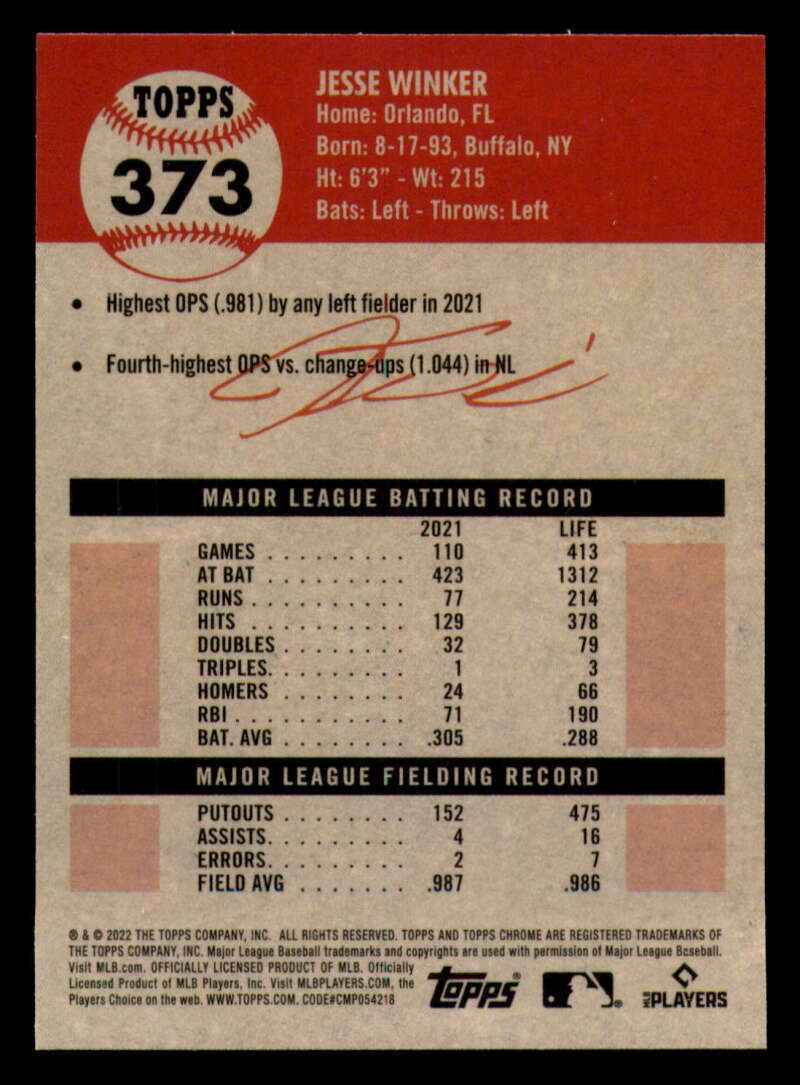 TOPPS
373
JESSE WINKER
Home: Orlando, FL
Born: 8-17-93, Buffalo, NY
Ht: 6'3" - Wt: 215
Bats: Left - Throws: Left
• Highest OPS (.981) by any left fielder in 2021
• Fourth-highest OPS vs. change-ups (1.044) in NL
MAJOR LEAGUE BATTING RECORD
2021 LIFE
GAMES . . . . . . . . . 110 413
AT BAT . . . . . . . . . 423 1312
RUNS . . . . . . . . . . 77 214
HITS . . . . . . . . . . 129 378
DOUBLES . . . . . . . . 32 79
TRIPLES. . . . . . . . . 1 3
HOMERS . . . . . . . . 24 66
RBI . . . . . . . . . . . 71 190
BAT. AVG . . . . . . . . .305 .288
MAJOR LEAGUE FIELDING RECORD
PUTOUTS . . . . . . . . 152 475
ASSISTS. . . . . . . . . 4 16
ERRORS. . . . . . . . . 2 7
FIELD AVG . . . . . . . .987 .986
® & © 2022 THE TOPPS COMPANY, INC. ALL RIGHTS RESERVED. TOPPS AND TOPPS CHROME ARE REGISTERED TRADEMARKS OF
THE TOPPS COMPANY, INC. Major League Baseball trademarks and copyrights are used with permission of Major League Baseball.
Visit MLB.com. OFFICIALLY LICENSED PRODUCT OF MLB. Officially
Licensed Product of MLB Players, Inc. Visit MLBPLAYERS.COM, the
Players Choice on the web. WWW.TOPPS.COM. CODE#CMP054218
Topps® ® MLB PLAYERS